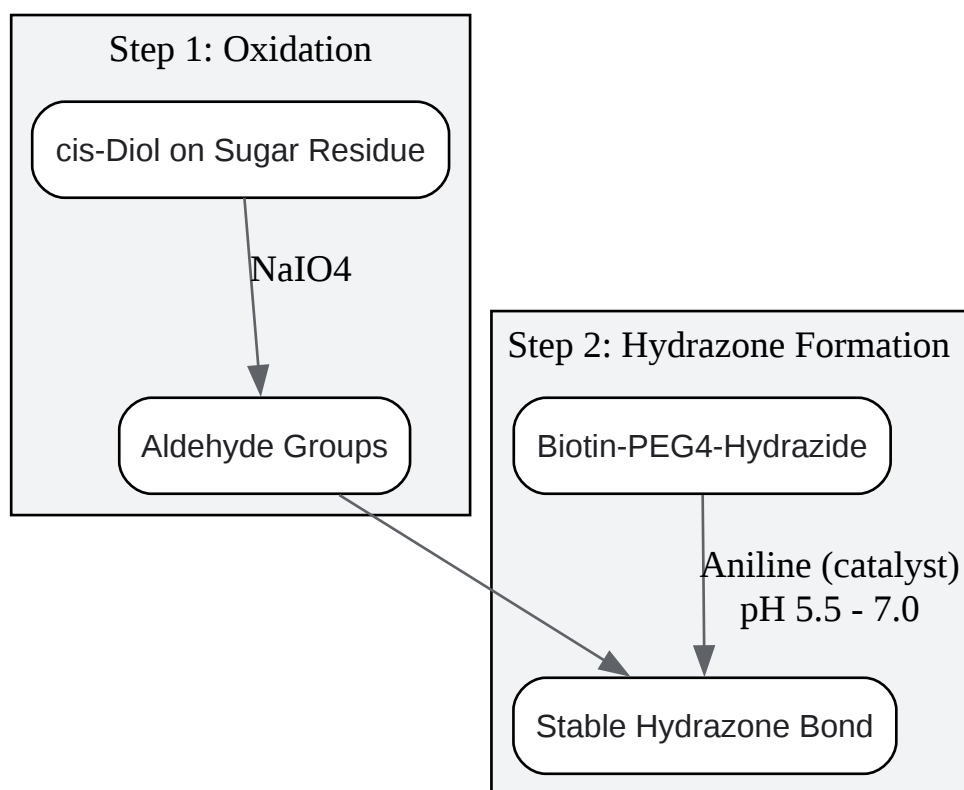 Step 1: Oxidation
cis-Diol on Sugar Residue
NaIO4
Aldehyde Groups
Step 2: Hydrazone Formation
Biotin-PEG4-Hydrazide
Aniline (catalyst)
pH 5.5 - 7.0
Stable Hydrazone Bond